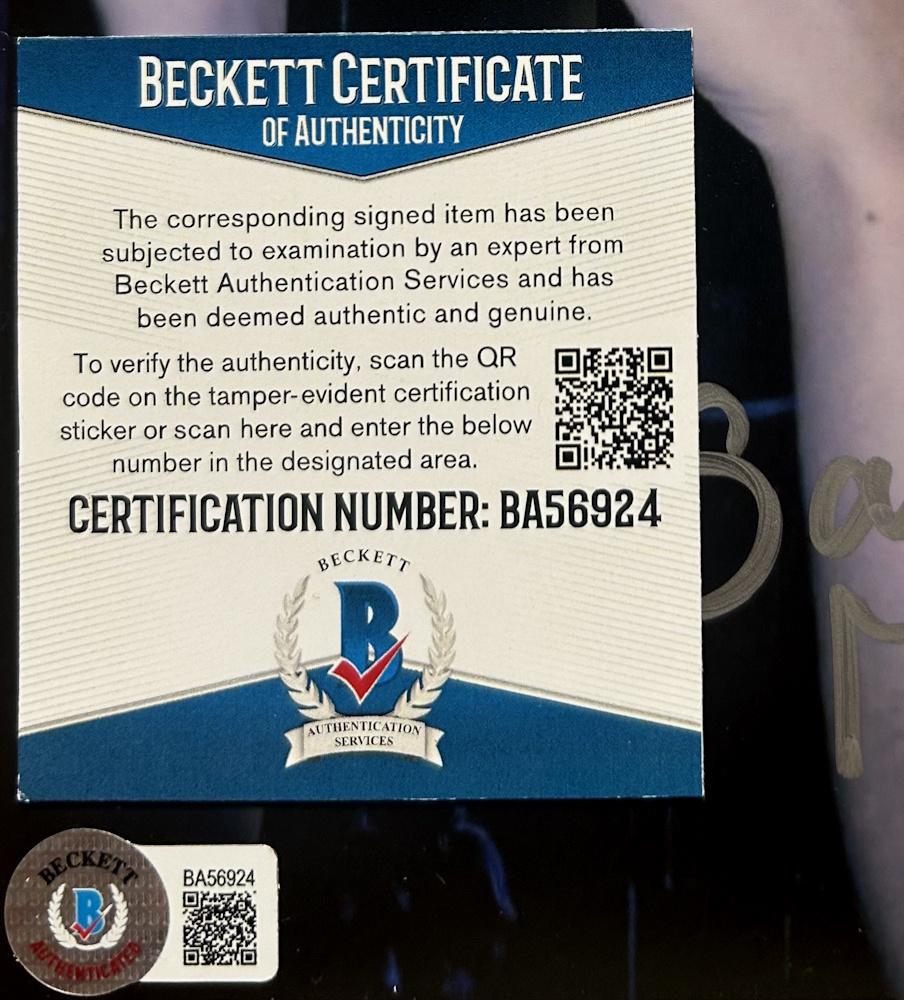 BECKETT CERTIFICATE
OF AUTHENTICITY
The corresponding signed item has been
subjected to examination by an expert from
Beckett Authentication Services and has
been deemed authentic and genuine.
To verify the authenticity, scan the QR
code on the tamper-evident certification
sticker or scan here and enter the below
number in the designated area.
CERTIFICATION NUMBER: BA56924
BECKETT
B
AUTHENTICATION
SERVICES
Ba
BECKETT
B
AUTHENTICATED
BA56924